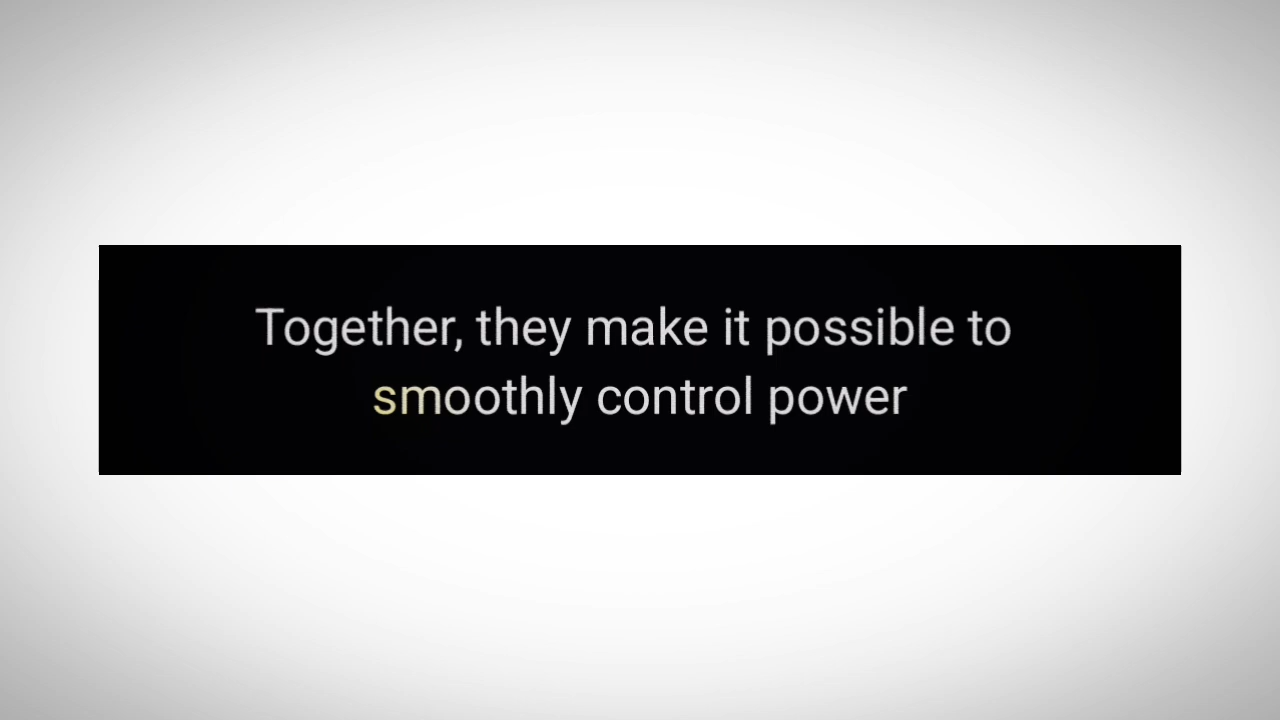 Together, they make it possible to
smoothly control power